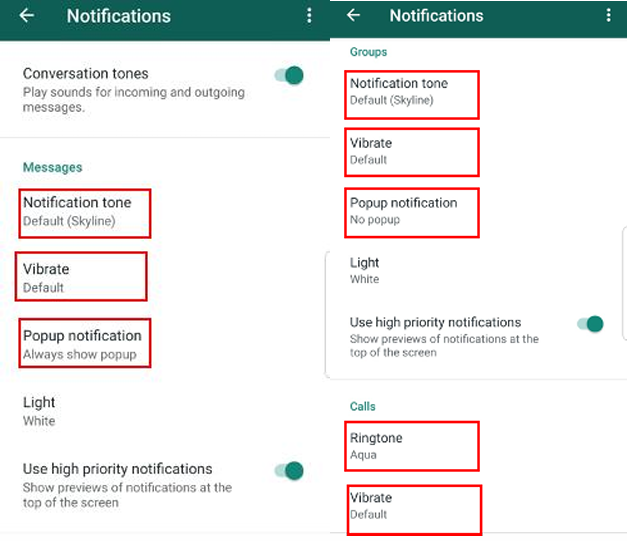 Notifications
Conversation tones
Play sounds for incoming and outgoing
messages.
Messages
Notification tone
Default (Skyline)
Vibrate
Default
Popup notification
Always show popup
Light
White
Use high priority notifications
Show previews of notifications at the
top of the screen
Notifications
Groups
Notification tone
Default (Skyline)
Vibrate
Default
Popup notification
No popup
Light
White
Use high priority notifications
Show previews of notifications at the
top of the screen
Calls
Ringtone
Aqua
Vibrate
Default